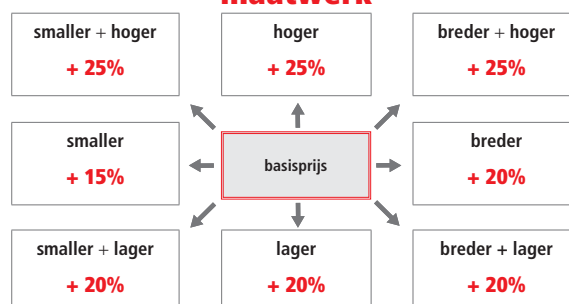 maatwerk
smaller + hoger
+ 25%
hoger
+ 25%
breder + hoger
+ 25%
smaller
+ 15%
basisprijs
breder
+ 20%
smaller + lager
+ 20%
lager
+ 20%
breder + lager
+ 20%